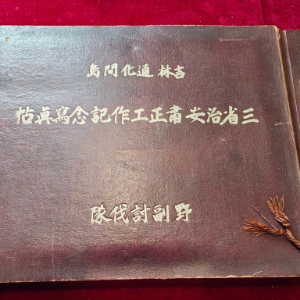 吉林 通化間島
三省治安肅正工作記念寫眞帖
野副討伐隊